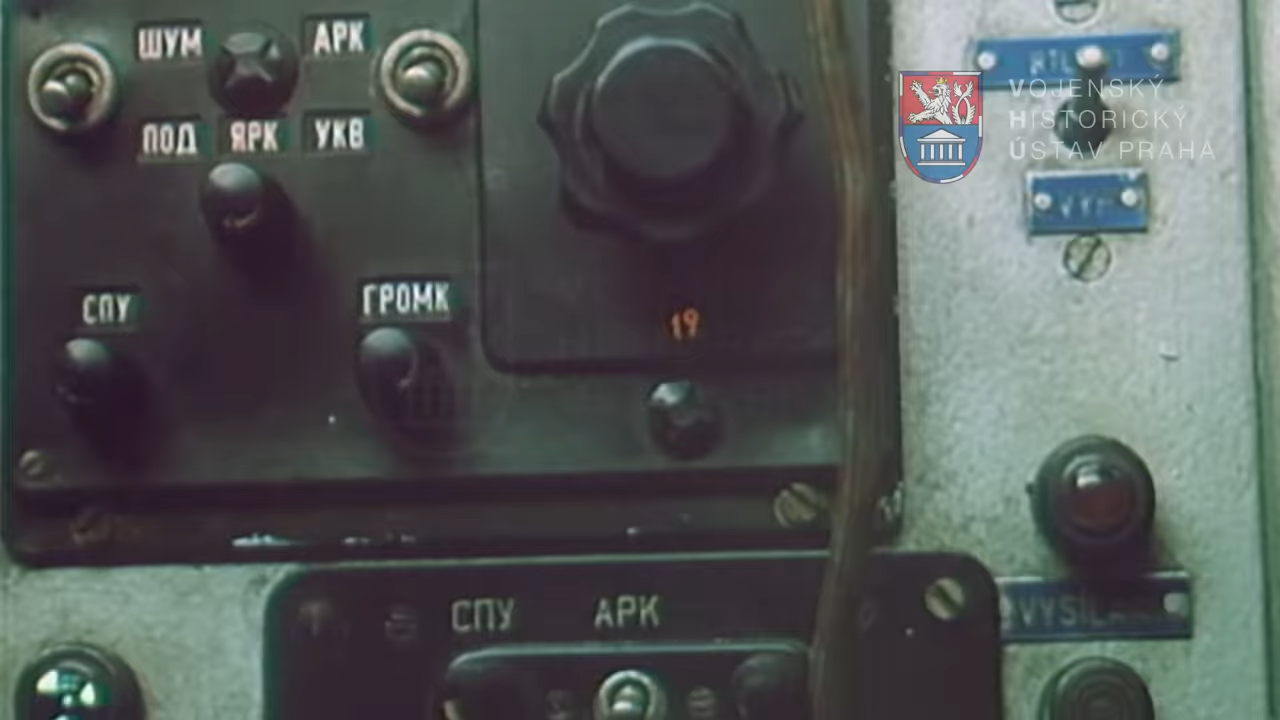 ШУМ АРК
ПОД ЯРК УКВ
СПУ ГРОМК
19
СПУ АРК
VOJENSKÝ
HISTORICKÝ
ÚSTAV PRAHA